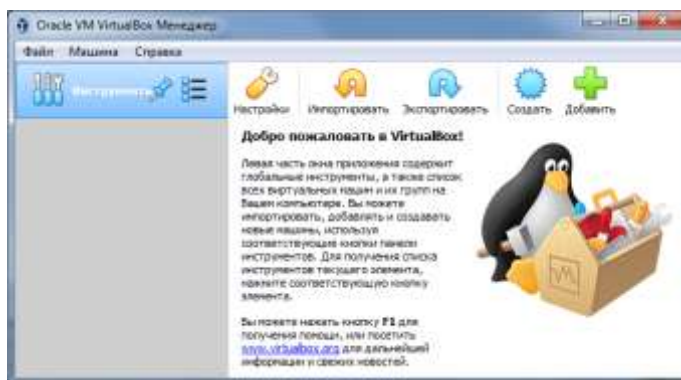 Oracle VM VirtualBox Менеджер
Файл Машина Справка
Инструменты
Настройки Импортировать Экспортировать Создать Добавить
Добро пожаловать в VirtualBox!
Левая часть окна приложения содержит
глобальные инструменты, а также список
всех виртуальных машин и их групп на
Вашем компьютере. Вы можете
импортировать, добавлять и создавать
новые машины, используя
соответствующие кнопки панели
инструментов. Для получения списка
инструментов текущего элемента,
нажмите соответствующую кнопку
элемента.
Вы можете нажать кнопку F1 для
получения помощи, или посетить
www.virtualbox.org для дальнейшей
информации и свежих новостей.
VM